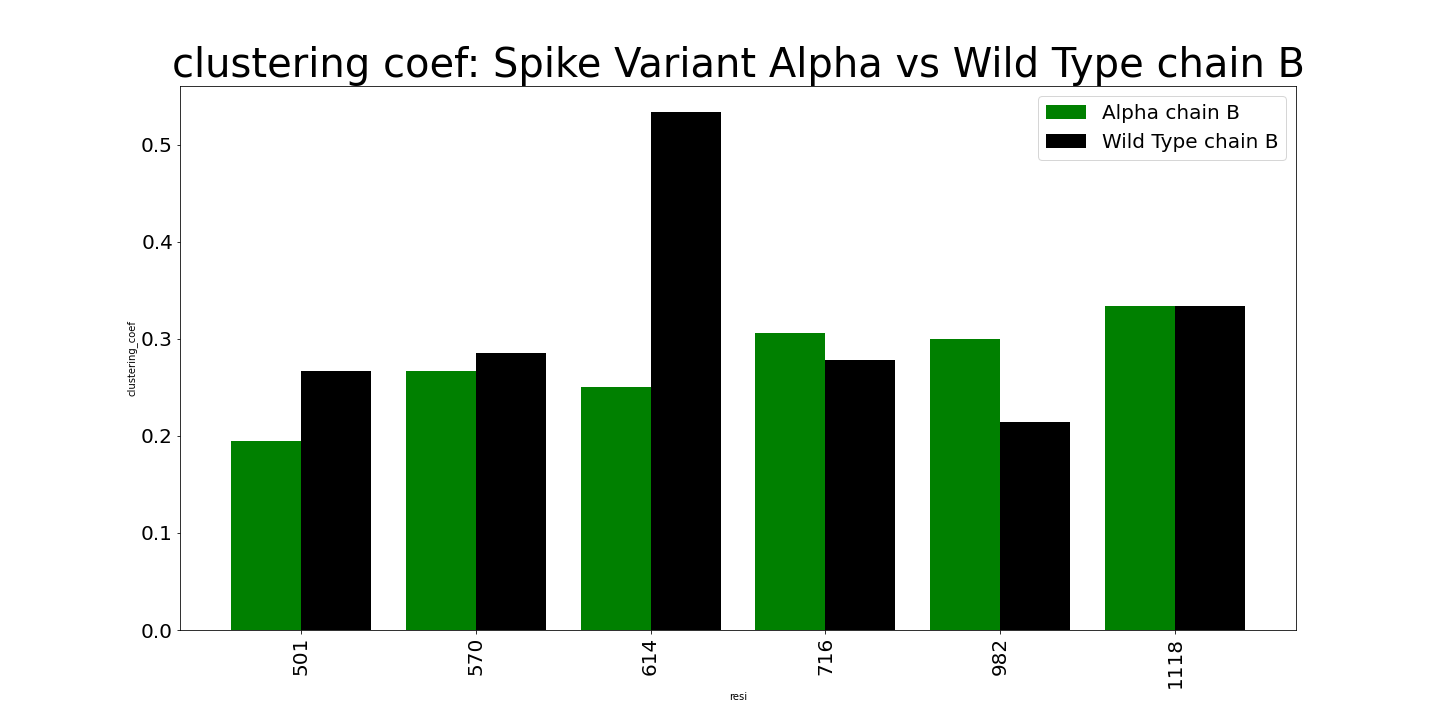 clustering coef: Spike Variant Alpha vs Wild Type chain B
Alpha chain B
Wild Type chain B
0.5
0.4
0.3
0.2
0.1
0.0
clustering_coef
501
570
614
716
982
1118
resi